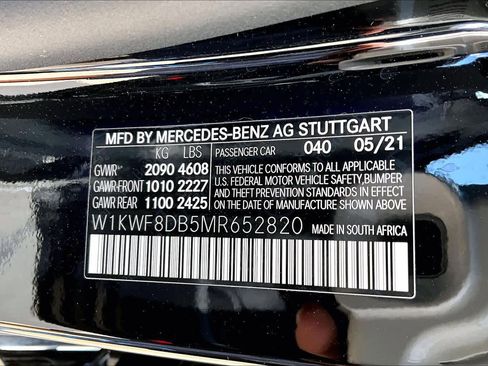 MFD BY MERCEDES-BENZ AG STUTTGART
KG LBS PASSENGER CAR 040 05/21
GVWR 2090 4608 THIS VEHICLE CONFORMS TO ALL APPLICABLE
GAWR-FRONT 1010 2227 U.S. FEDERAL MOTOR VEHICLE SAFETY, BUMPER
GAWR REAR 1100 2425 AND THEFT PREVENTION STANDARDS IN EFFECT
ON THE DATE OF MANUFACTURE SHOWN ABOVE.
W1KWF8DB5MR652820 MADE IN SOUTH AFRICA